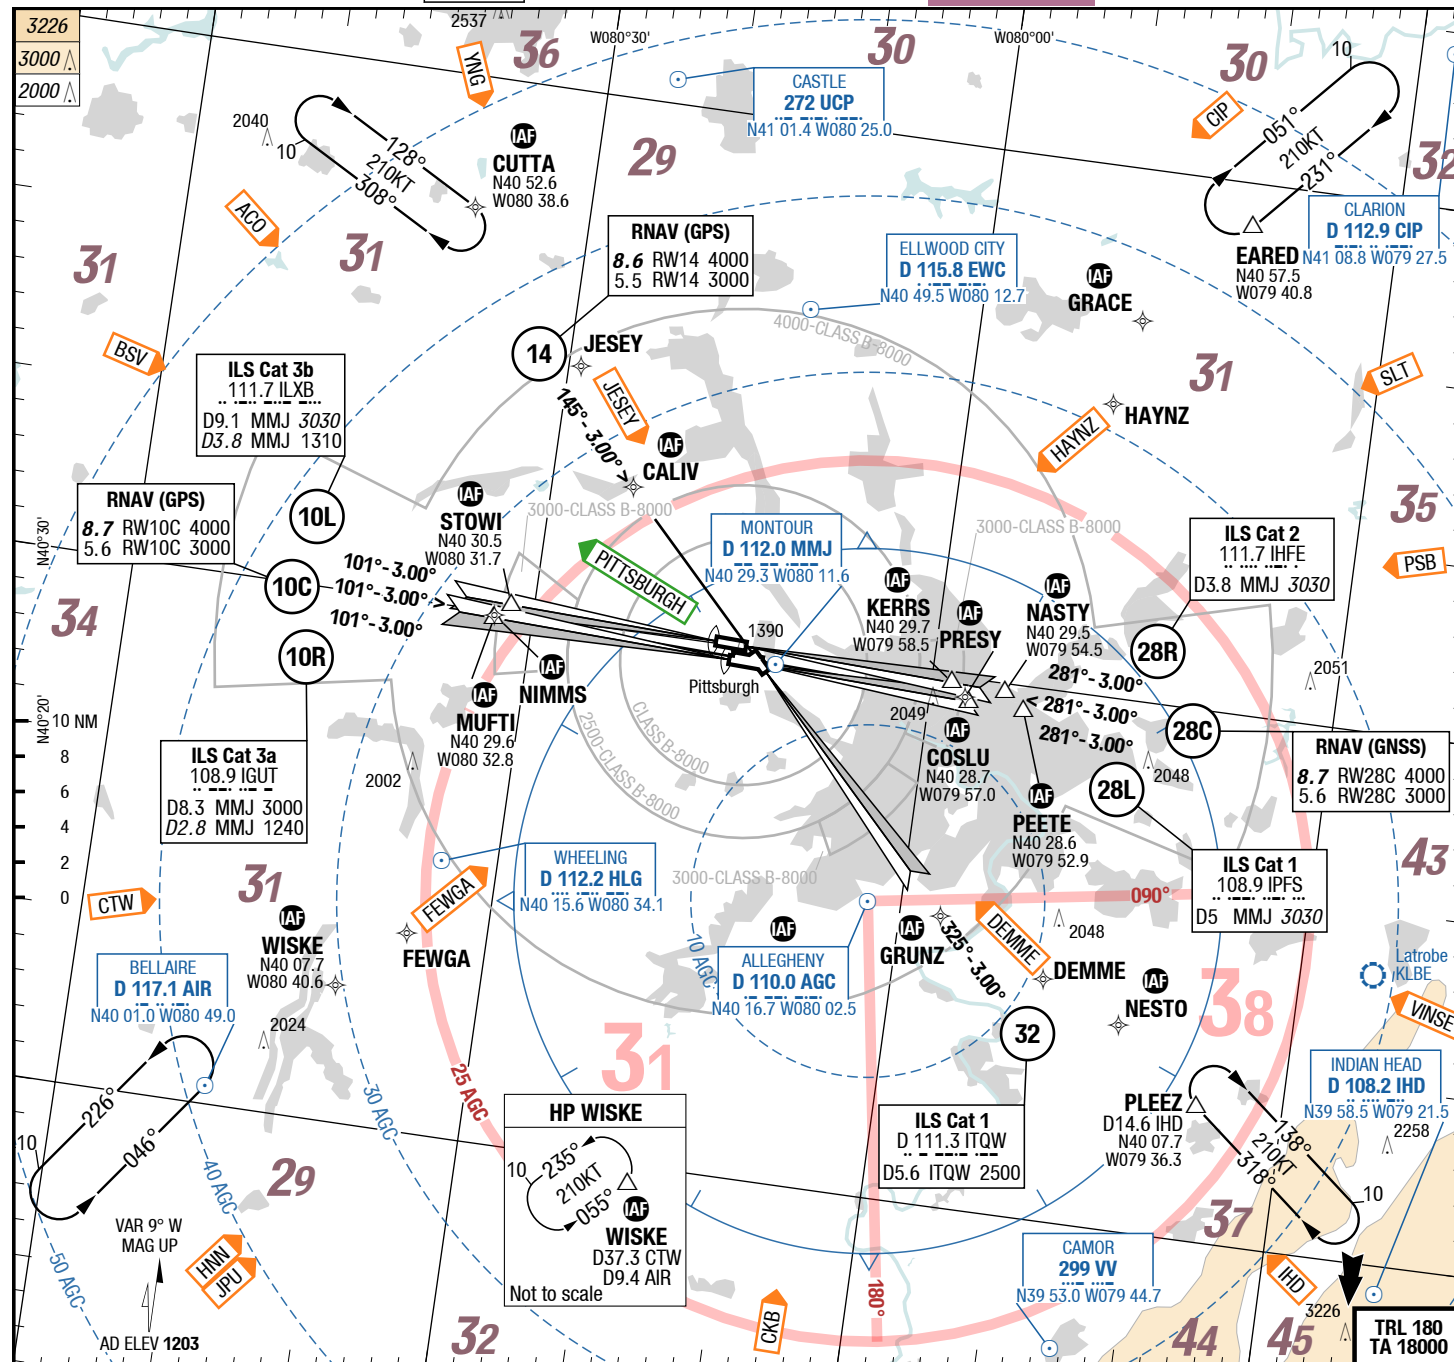 3226
3000
2000
2537
36
W080°30'
30
W080°00'
30
10
YNG
CASTLE
272 UCP
N41 01.4 W080 25.0
CIP
051°
210KT
231°
32
2040
10
128°
210KT
308°
IAF
CUTTA
N40 52.6
W080 38.6
29
ACO
31
31
RNAV (GPS)
8.6 RW14 4000
5.5 RW14 3000
ELLWOOD CITY
D 115.8 EWC
N40 49.5 W080 12.7
CLARION
D 112.9 CIP
N41 08.8 W079 27.5
EARED
N40 57.5
W079 40.8
IAF
GRACE
BSV
14
JESEY
4000-CLASS B-8000
31
SLT
ILS Cat 3b
111.7 ILXB
D9.1 MMJ 3030
D3.8 MMJ 1310
JESEY
145°-3.00° >
IAF
CALIV
HAYNZ
HAYNZ
RNAV (GPS)
8.7 RW10C 4000
5.6 RW10C 3000
10L
IAF
STOWI
N40 30.5
W080 31.7
3000-CLASS B-8000
MONTOUR
D 112.0 MMJ
N40 29.3 W080 11.6
3000-CLASS B-8000
35
ILS Cat 2
111.7 IHFE
D3.8 MMJ 3030
PSB
N40°30'
10C
101°-3.00°
101°-3.00° >
101°-3.00°
PITTSBURGH
IAF
KERRS
N40 29.7
W079 58.5
IAF
PRESY
IAF
NASTY
N40 29.5
W079 54.5
34
10R
1390
Pittsburgh
28R
281°-3.00°
< 281°-3.00°
281°-3.00°
2051
IAF
NIMMS
IAF
MUFTI
N40 29.6
W080 32.8
2049
N40°20'
10 NM
8
6
4
2
0
ILS Cat 3a
108.9 IGUT
D8.3 MMJ 3000
D2.8 MMJ 1240
2002
CLASS B-8000
2500-CLASS B-8000
IAF
COSLU
N40 28.7
W079 57.0
28C
28L
2048
RNAV (GNSS)
8.7 RW28C 4000
5.6 RW28C 3000
IAF
PEETE
N40 28.6
W079 52.9
WHEELING
D 112.2 HLG
N40 15.6 W080 34.1
3000-CLASS B-8000
ILS Cat 1
108.9 IPFS
D5 MMJ 3030
43
31
CTW
FEWGA
090°
IAF
WISKE
N40 07.7
W080 40.6
FEWGA
IAF
10 AGC
ALLEGHENY
D 110.0 AGC
N40 16.7 W080 02.5
IAF
GRUNZ
325°-3.00°
DEMME
2048
DEMME
Latrobe
KLBE
BELLAIRE
D 117.1 AIR
N40 01.0 W080 49.0
2024
IAF
NESTO
38
VINSE
31
32
INDIAN HEAD
D 108.2 IHD
N39 58.5 W079 21.5
25 AGC
30 AGC
40 AGC
50 AGC
226°
046°
10
HP WISKE
235°
210KT
055°
10
IAF
WISKE
D37.3 CTW
D9.4 AIR
Not to scale
ILS Cat 1
D 111.3 ITQW
D5.6 ITQW 2500
PLEEZ
D14.6 IHD
N40 07.7
W079 36.3
138°
210KT
318°
10
2258
29
VAR 9° W
MAG UP
HNN
JPU
37
CAMOR
299 VV
N39 53.0 W079 44.7
180°
IHD
CKB
3226
AD ELEV 1203
32
44
45
TRL 180
TA 18000